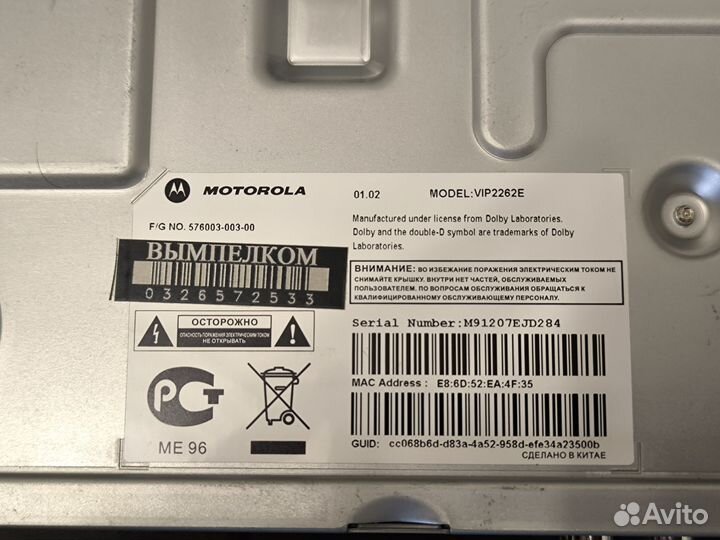 MOTOROLA
01.02 MODEL:VIP2262E
F/G NO. 576003-003-00
Manufactured under license from Dolby Laboratories.
Dolby and the double-D symbol are trademarks of Dolby
Laboratories.
ВЫМПЕЛКОМ
0326572533
ВНИМАНИЕ: ВО ИЗБЕЖАНИЕ ПОРАЖЕНИЯ ЭЛЕКТРИЧЕСКИМ ТОКОМ НЕ
СНИМАЙТЕ КРЫШКУ. ВНУТРИ НЕТ ЧАСТЕЙ, ОБСЛУЖИВАЕМЫХ
ПОЛЬЗОВАТЕЛЕМ. ПО ВОПРОСАМ ОБСЛУЖИВАНИЯ ОБРАЩАТЬСЯ К
КВАЛИФИЦИРОВАННОМУ ОБСЛУЖИВАЮЩЕМУ ПЕРСОНАЛУ.
ОСТОРОЖНО
ОПАСНОСТЬ ПОРАЖЕНИЯ ЭЛЕКТРИЧЕСКИМ ТОКОМ
НЕ ОТКРЫВАТЬ
Serial Number:M91207EJD284
MAC Address : E8:6D:52:EA:4F:35
РСТ
ME 96
GUID: cc068b6d-d83a-4a52-958d-efe34a23500b
СДЕЛАНО В КИТАЕ
Avito